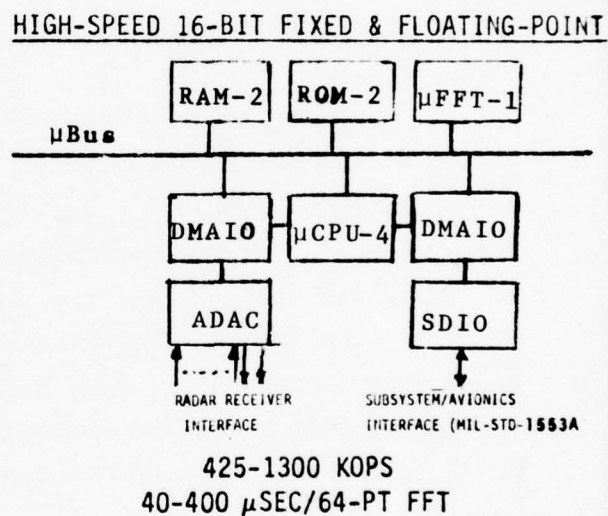 HIGH-SPEED 16-BIT FIXED & FLOATING-POINT
RAM-2 ROM-2 μFFT-1
μBus
DMAIO μCPU-4 DMAIO
ADAC SDIO
RADAR RECEIVER SUBSYSTEM/AVIONICS
INTERFACE INTERFACE (MIL-STD-1553A
425-1300 KOPS
40-400 μSEC/64-PT FFT